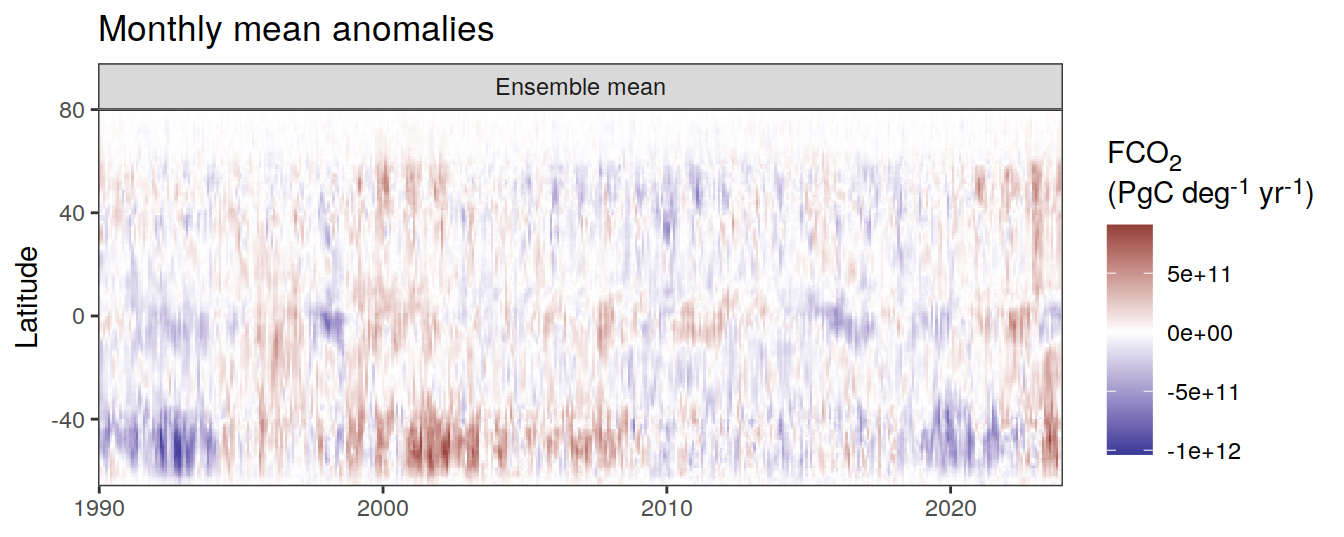 Monthly mean anomalies
Ensemble mean
80
40
0
-40
Latitude
1990
2000
2010
2020
FCO₂
(PgC deg⁻¹ yr⁻¹)
5e+11
0e+00
-5e+11
-1e+12